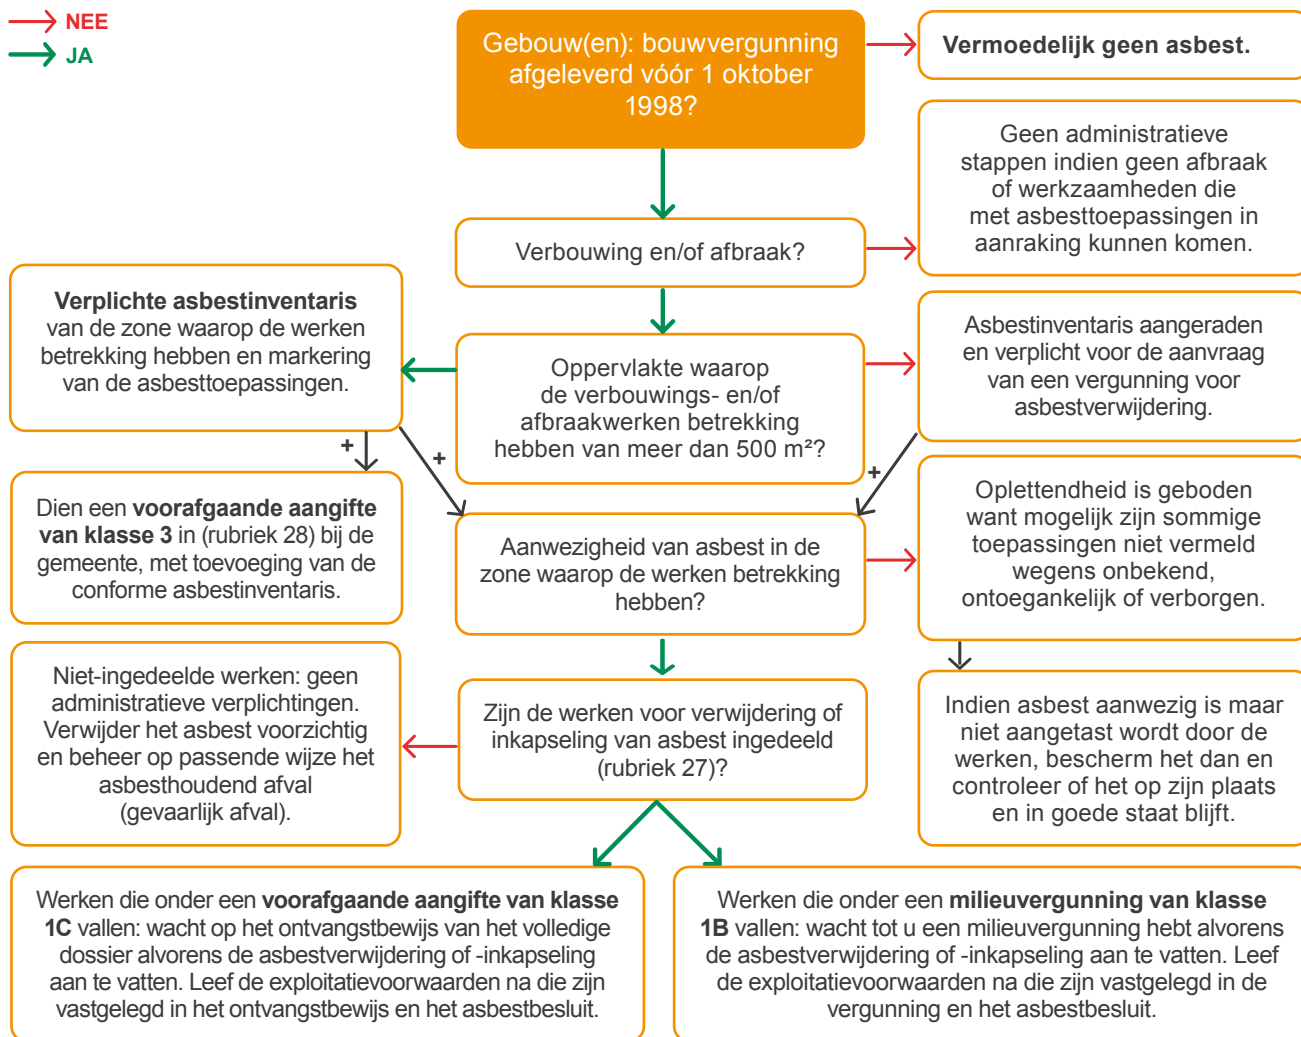 NEE
JA
Gebouw(en): bouwvergunning
afgeleverd vóór 1 oktober
1998?
Vermoedelijk geen asbest.
Geen administratieve
stappen indien geen afbraak
of werkzaamheden die
met asbesttoepassingen in
aanraking kunnen komen.
Verbouwing en/of afbraak?
Verplichte asbestinventaris
van de zone waarop de werken
betrekking hebben en markering
van de asbesttoepassingen.
Oppervlakte waarop
de verbouwings- en/of
afbraakwerken betrekking
hebben van meer dan 500 m²?
Asbestinventaris aangeraden
en verplicht voor de aanvraag
van een vergunning voor
asbestverwijdering.
+
+
+
Dien een voorafgaande aangifte
van klasse 3 in (rubriek 28) bij de
gemeente, met toevoeging van de
conforme asbestinventaris.
Aanwezigheid van asbest in de
zone waarop de werken betrekking
hebben?
Oplettendheid is geboden
want mogelijk zijn sommige
toepassingen niet vermeld
wegens onbekend,
ontoegankelijk of verborgen.
Niet-ingedeelde werken: geen
administratieve verplichtingen.
Verwijder het asbest voorzichtig
en beheer op passende wijze het
asbesthoudend afval
(gevaarlijk afval).
Zijn de werken voor verwijdering of
inkapseling van asbest ingedeeld
(rubriek 27)?
Indien asbest aanwezig is maar
niet aangetast wordt door de
werken, bescherm het dan en
controleer of het op zijn plaats
en in goede staat blijft.
Werken die onder een voorafgaande aangifte van klasse
1C vallen: wacht op het ontvangstbewijs van het volledige
dossier alvorens de asbestverwijdering of -inkapseling
aan te vatten. Leef de exploitatievoorwaarden na die zijn
vastgelegd in het ontvangstbewijs en het asbestbesluit.
Werken die onder een milieuvergunning van klasse
1B vallen: wacht tot u een milieuvergunning hebt alvorens
de asbestverwijdering of -inkapseling aan te vatten. Leef
de exploitatievoorwaarden na die zijn vastgelegd in de
vergunning en het asbestbesluit.